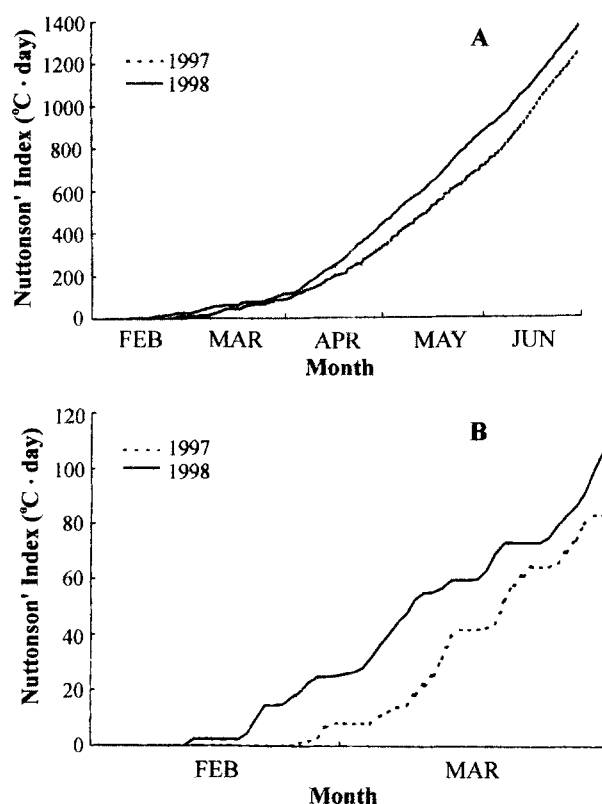 A
1400
1200
1000
800
600
400
200
0
Nuttonson' Index (°C · day)
1997
1998
FEB MAR APR MAY JUN
Month
B
120
100
80
60
40
20
0
Nuttonson' Index (°C · day)
1997
1998
FEB MAR
Month